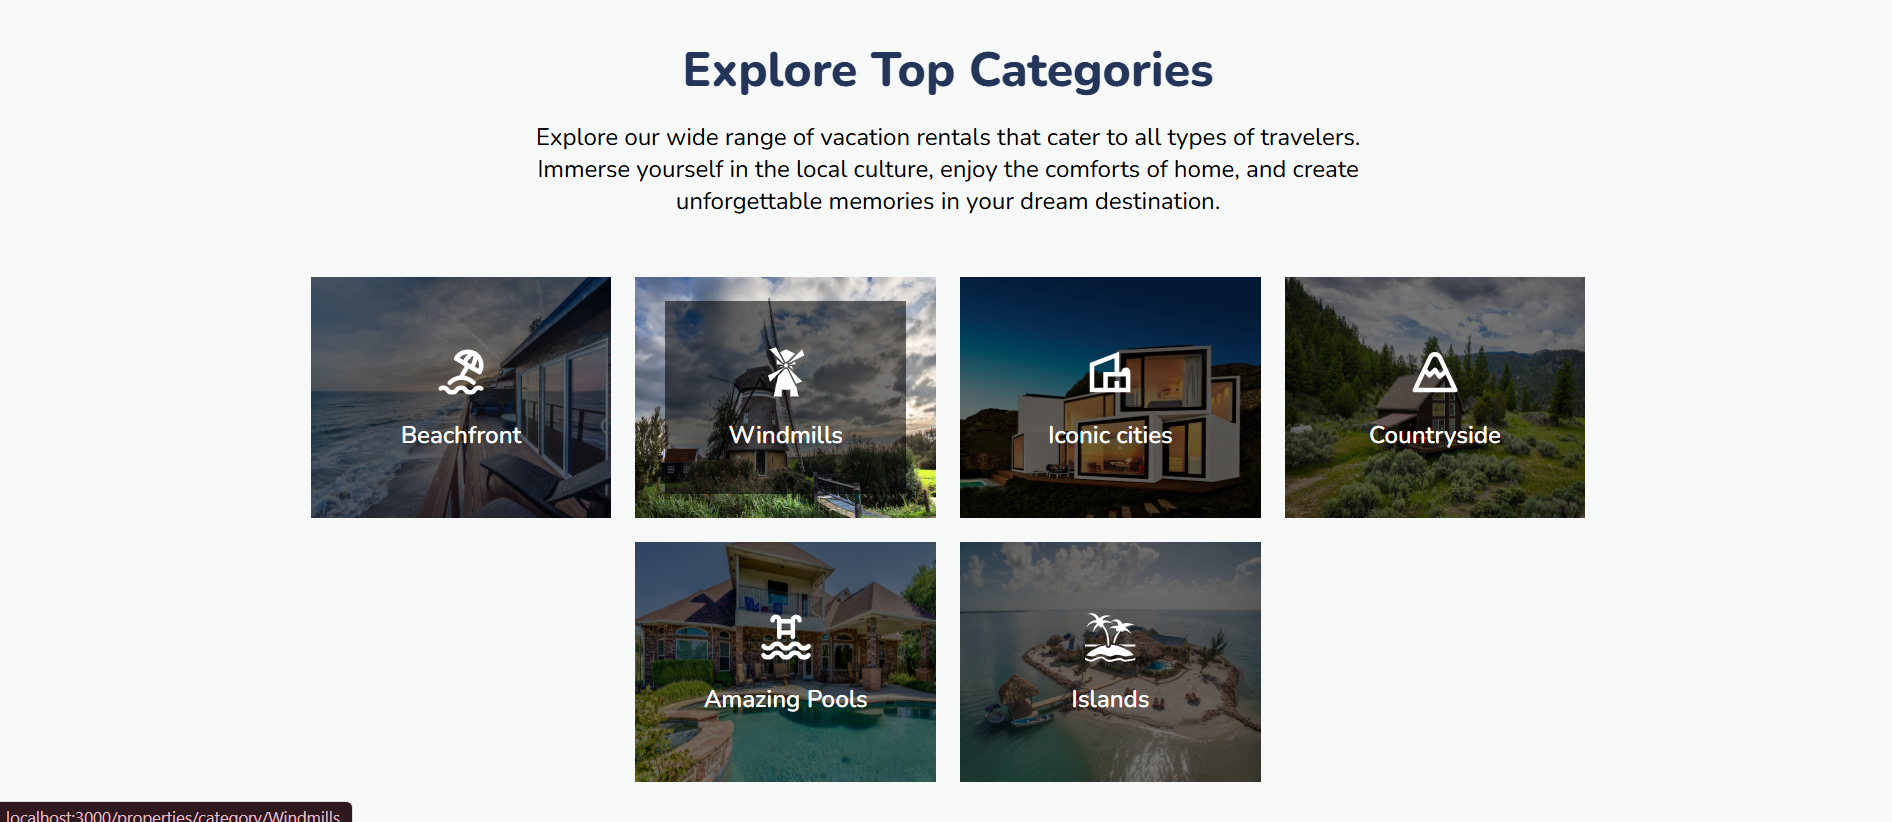 Explore Top Categories
Explore our wide range of vacation rentals that cater to all types of travelers.
Immerse yourself in the local culture, enjoy the comforts of home, and create
unforgettable memories in your dream destination.
Beachfront
Windmills
Iconic cities
Countryside
Amazing Pools
Islands
localhost:3000/properties/category/Windmills